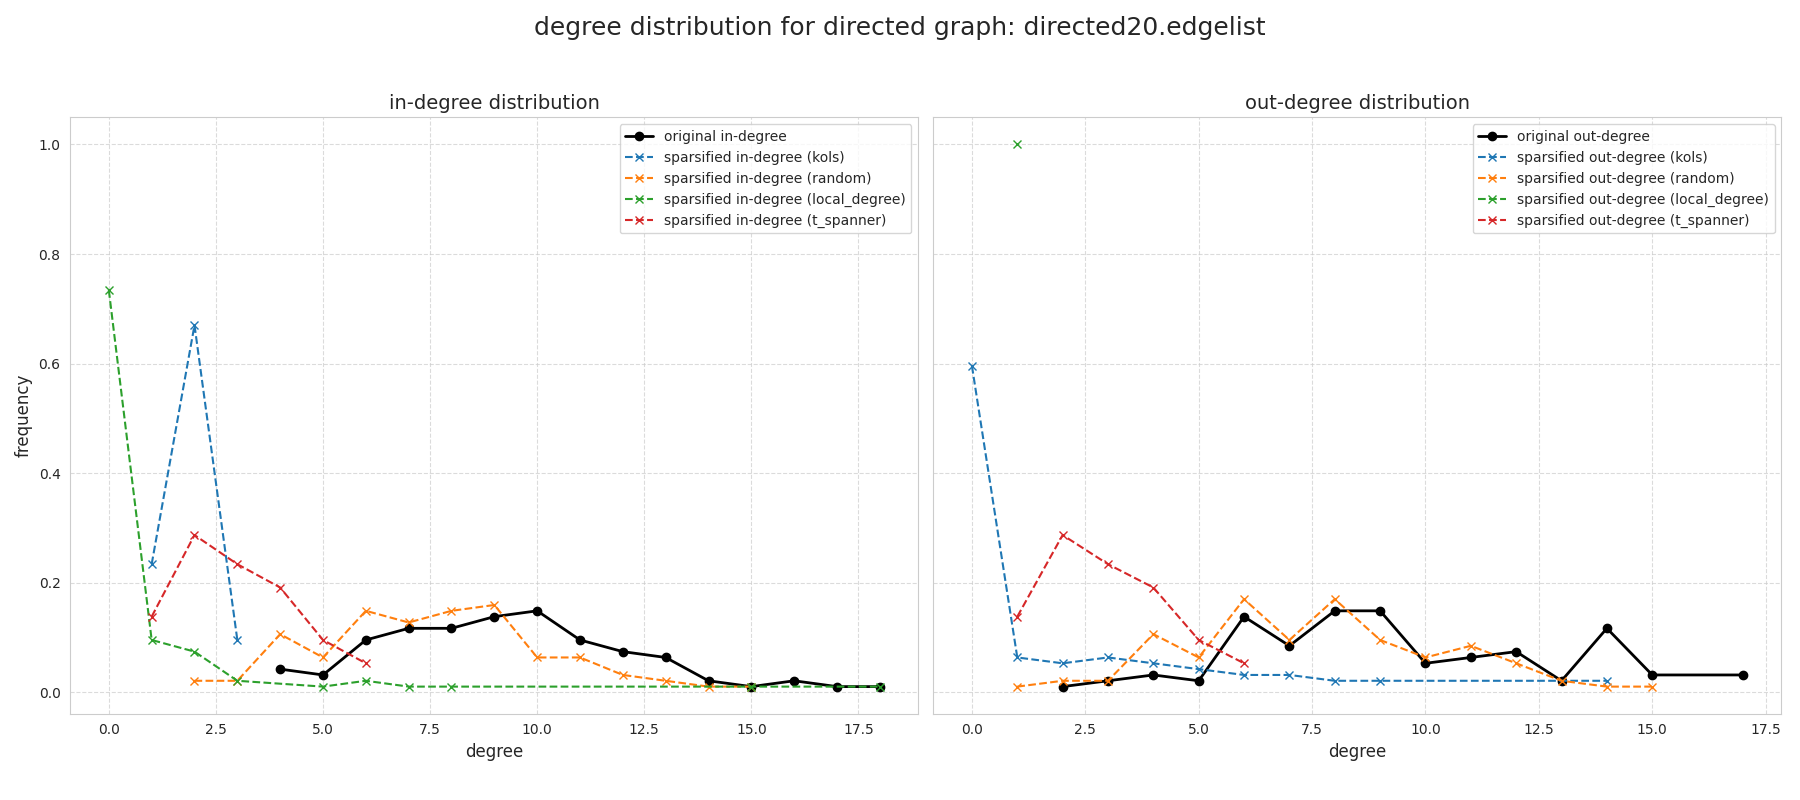 degree distribution for directed graph: directed20.edgelist
in-degree distribution
original in-degree
sparsified in-degree (kols)
sparsified in-degree (random)
sparsified in-degree (local_degree)
sparsified in-degree (t_spanner)
1.0
0.8
0.6
0.4
0.2
0.0
frequency
0.0 2.5 5.0 7.5 10.0 12.5 15.0 17.5
degree
out-degree distribution
original out-degree
sparsified out-degree (kols)
sparsified out-degree (random)
sparsified out-degree (local_degree)
sparsified out-degree (t_spanner)
0.0 2.5 5.0 7.5 10.0 12.5 15.0 17.5
degree